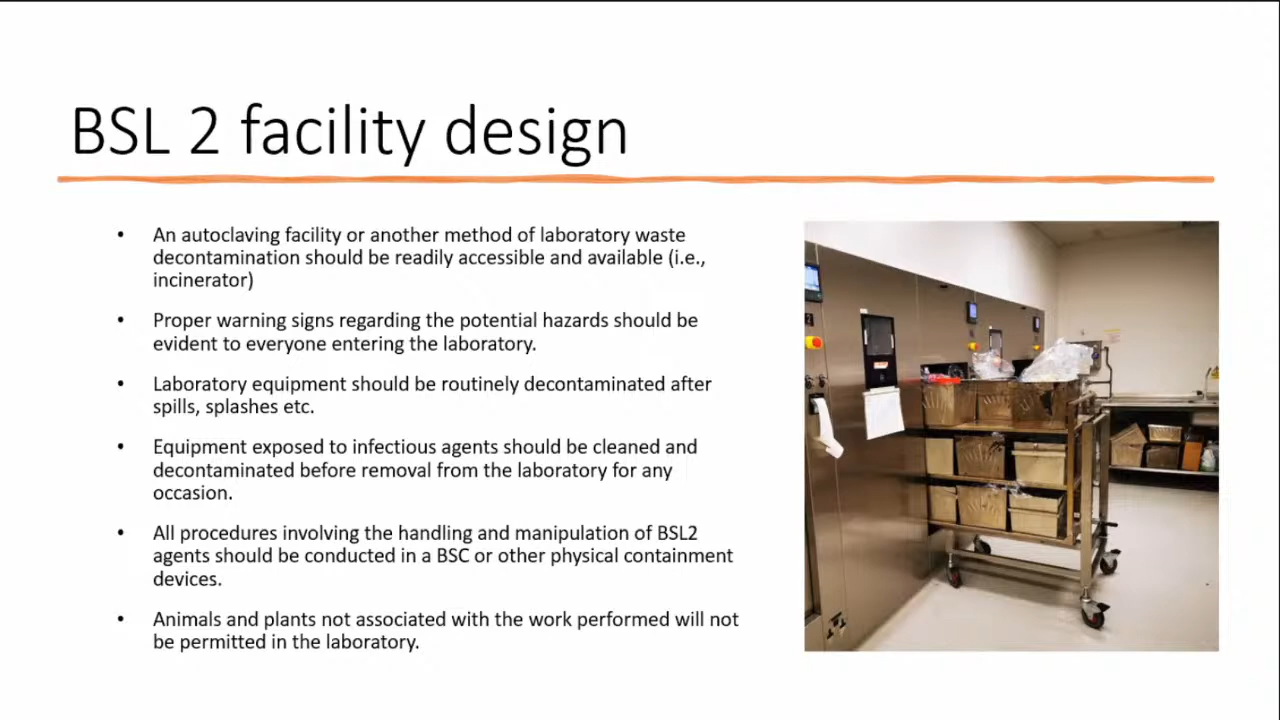 BSL 2 facility design
• An autoclaving facility or another method of laboratory waste
decontamination should be readily accessible and available (i.e.,
incinerator)
• Proper warning signs regarding the potential hazards should be
evident to everyone entering the laboratory.
• Laboratory equipment should be routinely decontaminated after
spills, splashes etc.
• Equipment exposed to infectious agents should be cleaned and
decontaminated before removal from the laboratory for any
occasion.
• All procedures involving the handling and manipulation of BSL2
agents should be conducted in a BSC or other physical containment
devices.
• Animals and plants not associated with the work performed will not
be permitted in the laboratory.